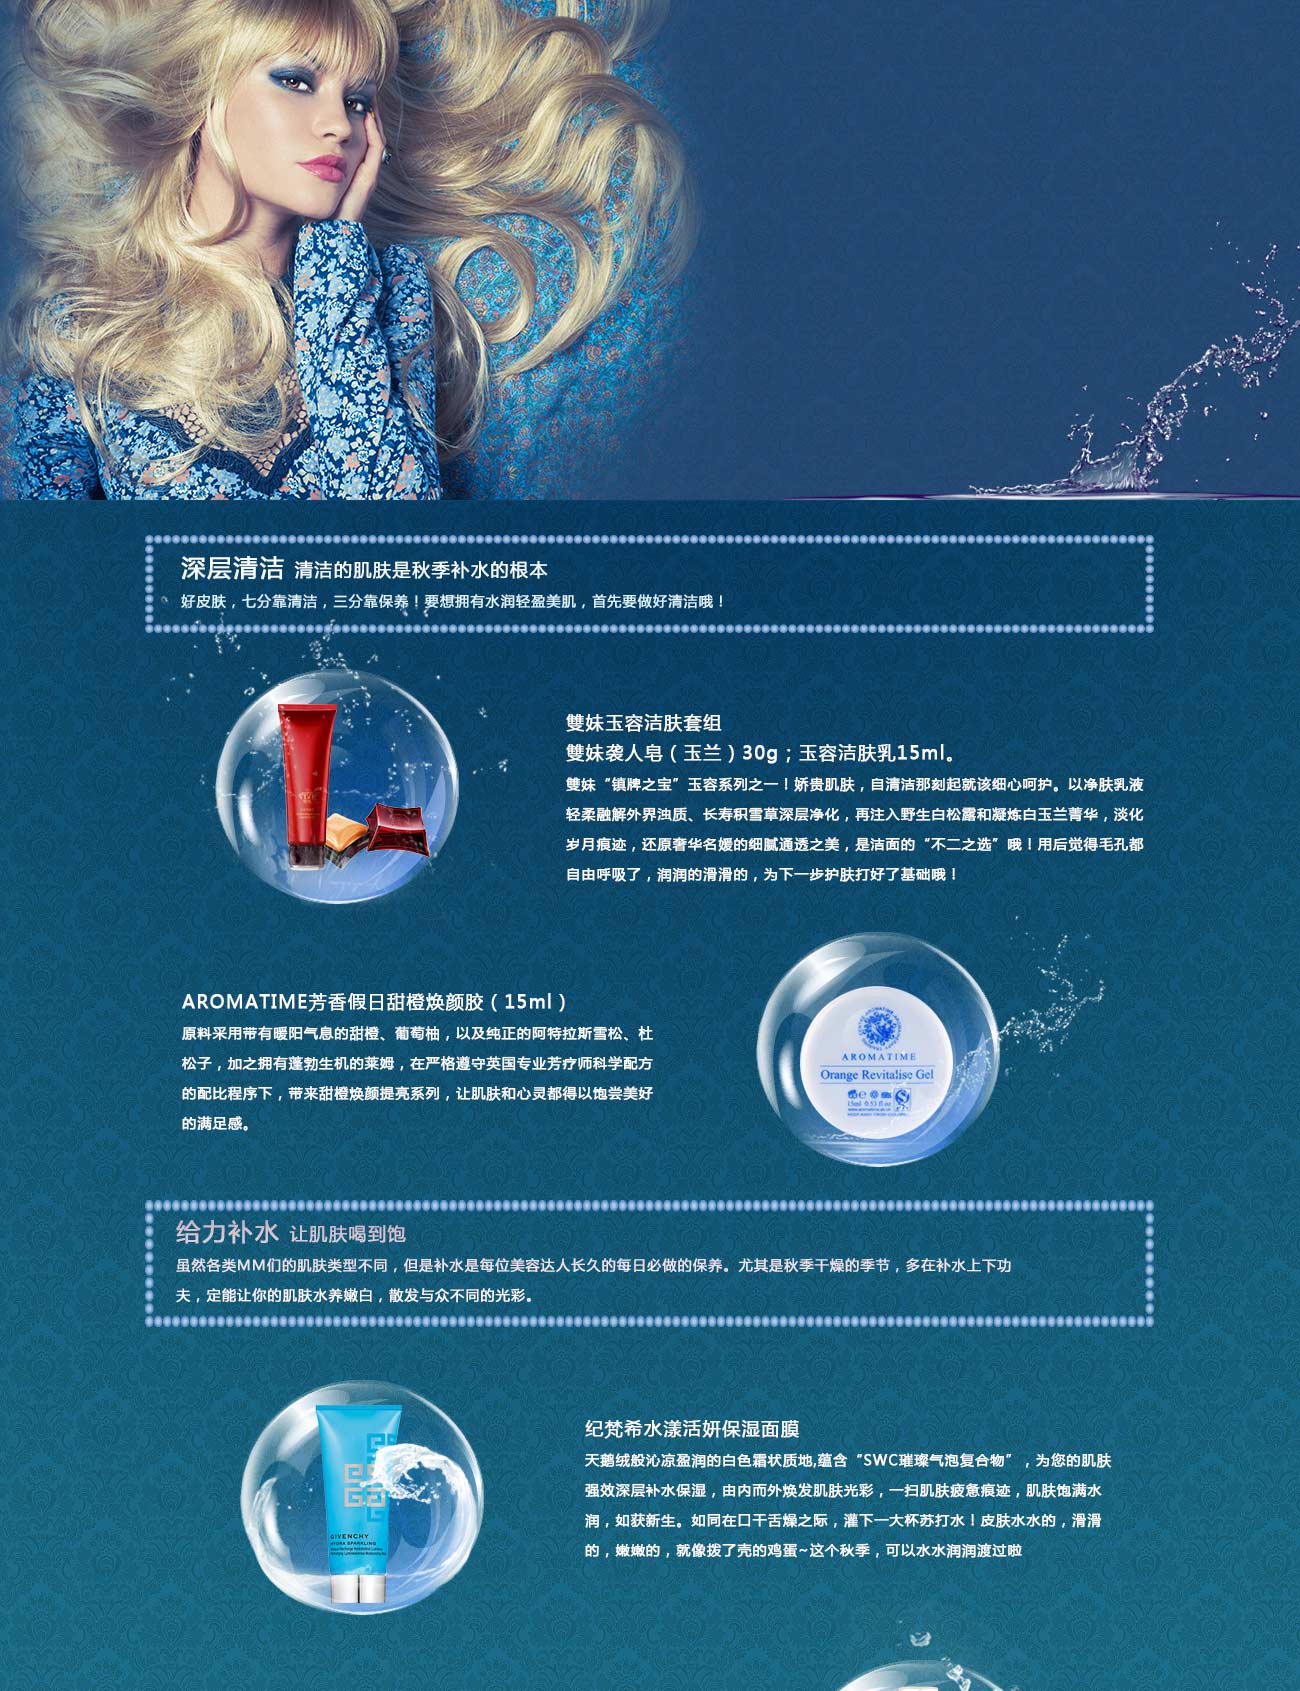 深层清洁 清洁的肌肤是秋季补水的根本
好皮肤，七分靠清洁，三分靠保养！要想拥有水润轻盈美肌，首先要做好清洁哦！
雙妹玉容洁肤套组
雙妹袭人皂（玉兰）30g；玉容洁肤乳15ml。
雙妹“镇牌之宝”玉容系列之一！娇贵肌肤，自清洁那刻起就该细心呵护。以净肤乳液
轻柔融解外界浊质、长寿积雪草深层净化，再注入野生白松露和凝炼白玉兰菁华，淡化
岁月痕迹，还原奢华名媛的细腻通透之美，是洁面的“不二之选”哦！用后觉得毛孔都
自由呼吸了，润润的滑滑的，为下一步护肤打好了基础哦！
AROMATIME芳香假日甜橙焕颜胶（15ml）
原料采用带有暖阳气息的甜橙、葡萄柚，以及纯正的阿特拉斯雪松、杜
松子，加之拥有蓬勃生机的莱姆，在严格遵守英国专业芳疗师科学配方
的配比程序下，带来甜橙焕颜提亮系列，让肌肤和心灵都得以饱尝美好
的满足感。
AROMATIME
Orange Revitalise Gel
15ml 0.53 fl oz
给力补水 让肌肤喝到饱
虽然各类MM们的肌肤类型不同，但是补水是每位美容达人长久的每日必做的保养。尤其是秋季干燥的季节，多在补水上下功
夫，定能让你的肌肤水养嫩白，散发与众不同的光彩。
纪梵希水漾活妍保湿面膜
天鹅绒般沁凉盈润的白色霜状质地,蕴含“SWC璀璨气泡复合物”，为您的肌肤
强效深层补水保湿，由内而外焕发肌肤光彩，一扫肌肤疲惫痕迹，肌肤饱满水
润，如获新生。如同在口干舌燥之际，灌下一大杯苏打水！皮肤水水的，滑滑
的，嫩嫩的，就像拨了壳的鸡蛋~这个秋季，可以水水润润渡过啦
GIVENCHY
HYDRA SPARKLING